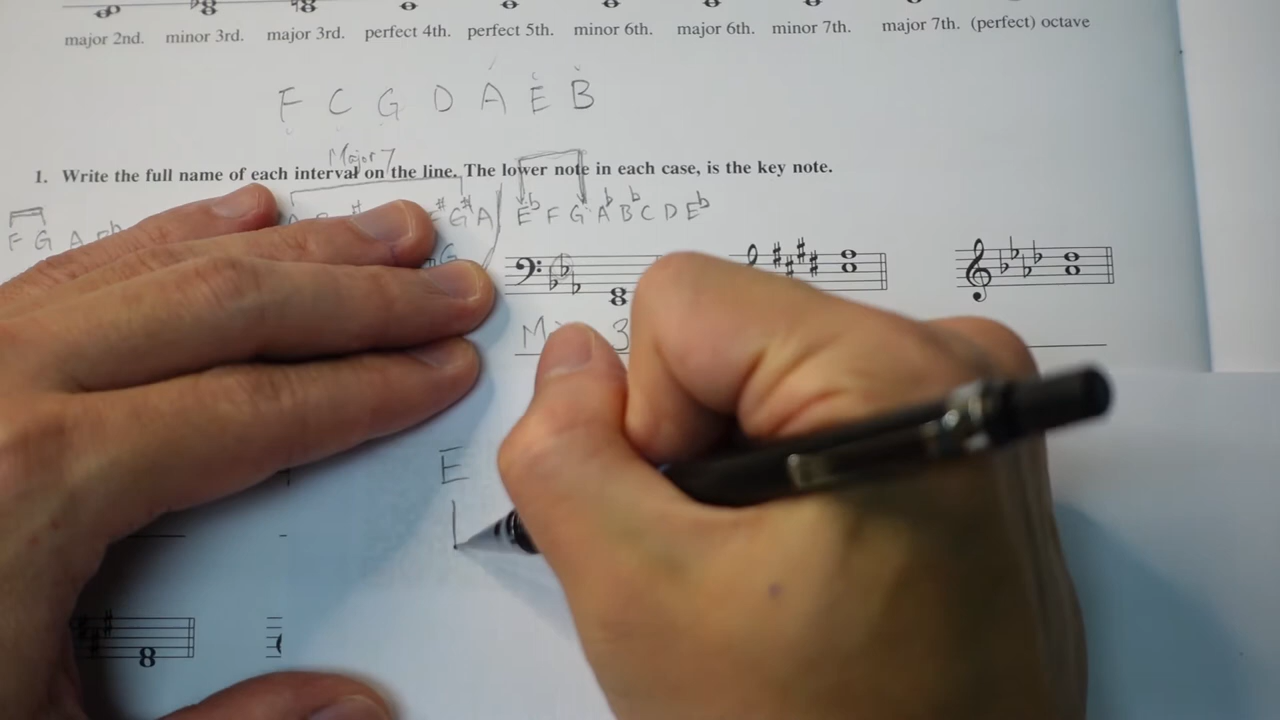 major 2nd. minor 3rd. major 3rd. perfect 4th. perfect 5th. minor 6th. major 6th. minor 7th. major 7th. (perfect) octave
F C G D A E B
Major 7
1. Write the full name of each interval on the line. The lower note in each case, is the key note.
F G A
# G# A E♭ F G A♭ B♭ C D E♭
G
3
E